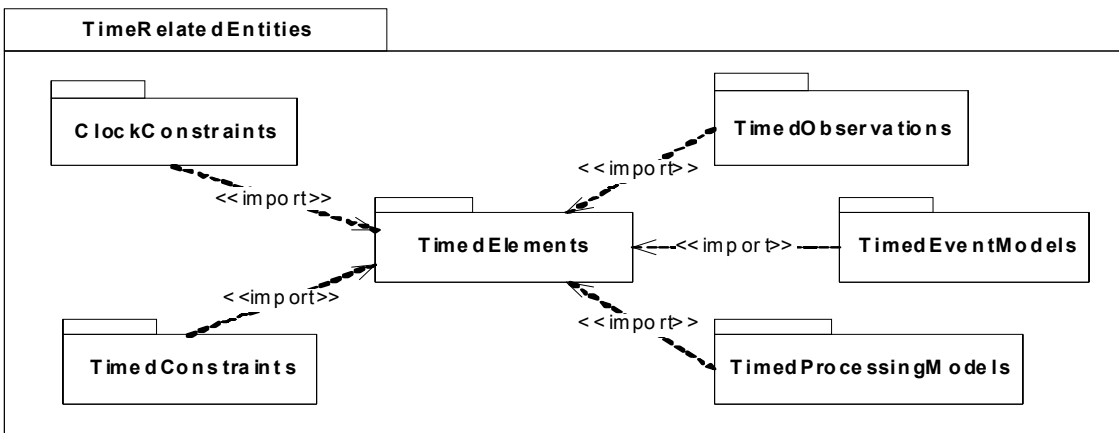 TimeRelatedEntities
ClockConstraints
TimedObservations
<<import>>
<<import>>
TimedElements
<<import>>
TimedEventModels
<<import>>
<<import>>
TimedConstraints
TimedProcessingModels